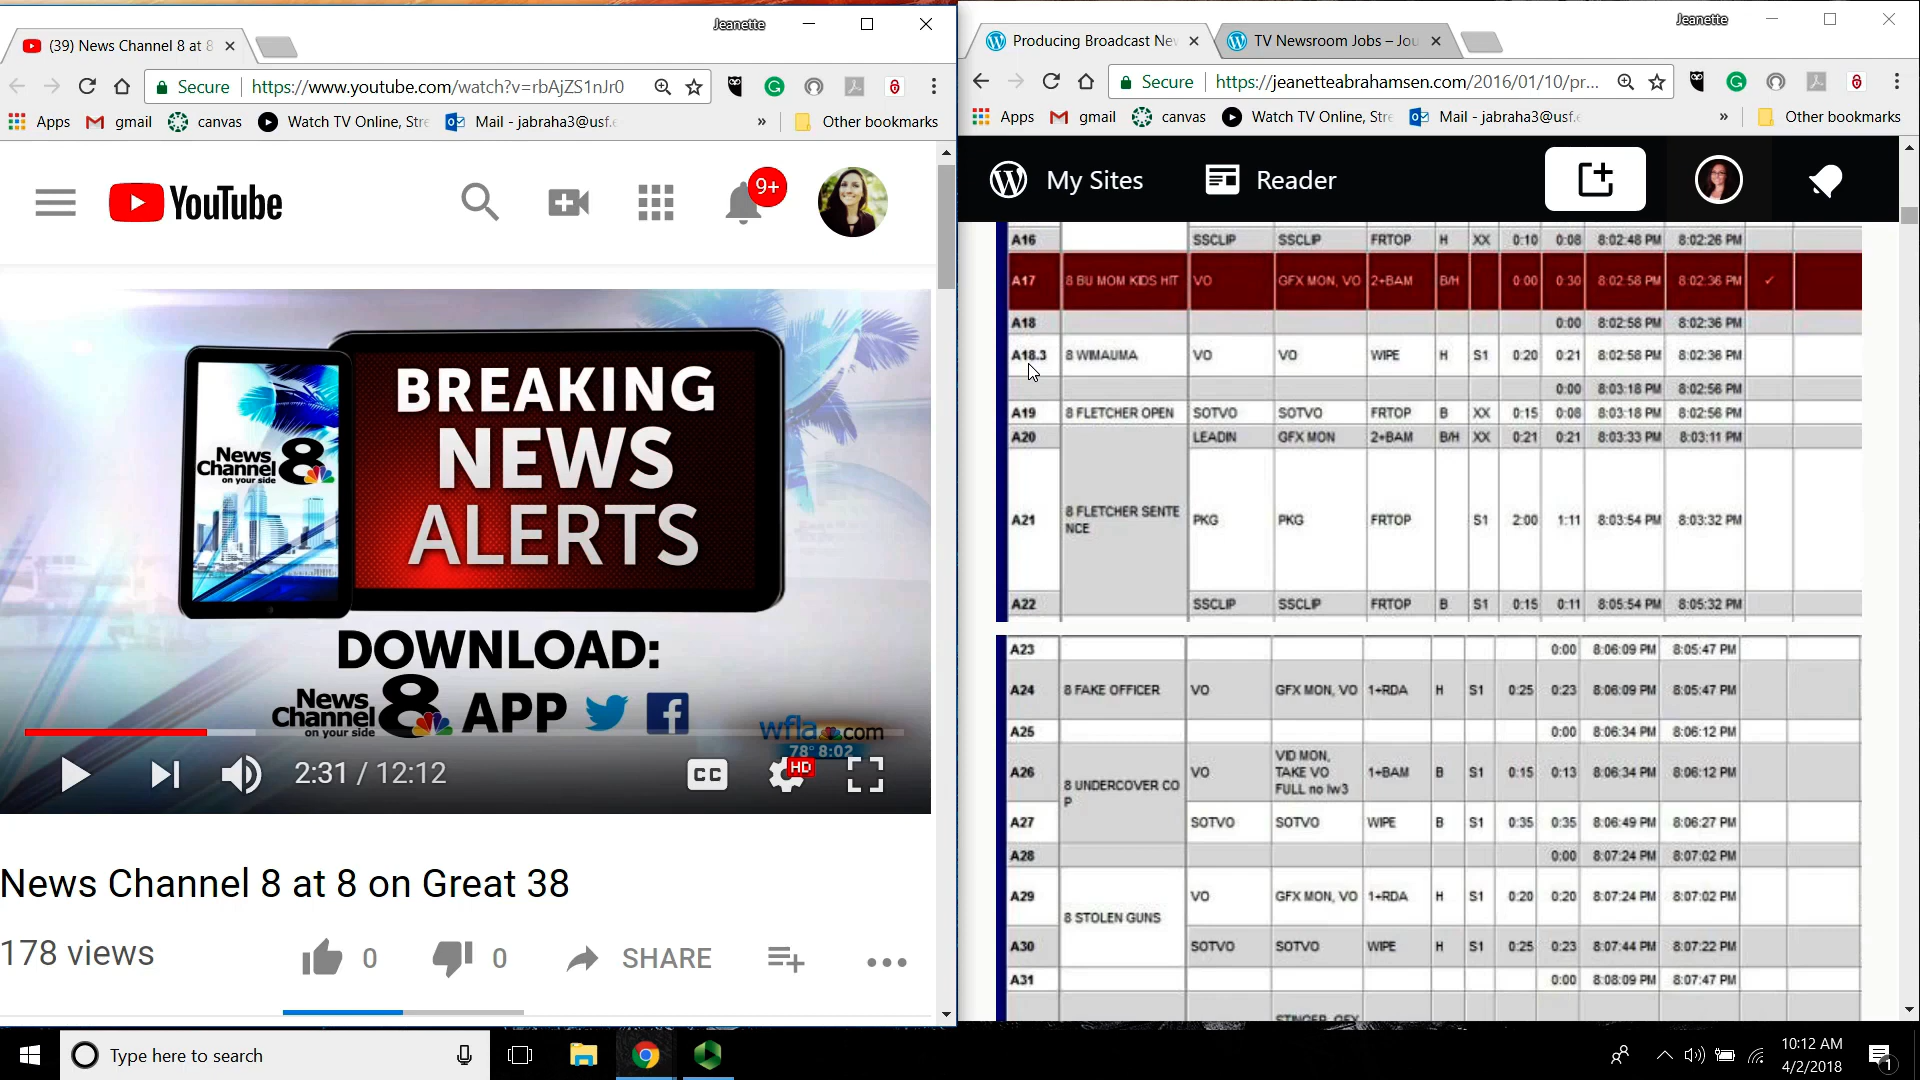 Jeanette
(39) News Channel 8 at 8
Secure https://www.youtube.com/watch?v=rbAjZS1nJr0
Apps gmail canvas Watch TV Online, Stre Mail - jabraha3@usf.e » Other bookmarks
YouTube 9+
News Channel 8 on your side
BREAKING
NEWS
ALERTS
DOWNLOAD:
News Channel 8 on your side APP
wfla.com
78° 8:02
2:31 / 12:12 CC HD
News Channel 8 at 8 on Great 38
178 views 0 0 SHARE
Jeanette
Producing Broadcast Nev TV Newsroom Jobs – Jou
Secure https://jeanetteabrahamsen.com/2016/01/10/pr...
Apps gmail canvas Watch TV Online, Stre Mail - jabraha3@usf.e » Other bookmarks
My Sites Reader
A16 SSCLIP SSCLIP FRTOP H XX 0:10 0:08 8:02:48 PM 8:02:26 PM
A17 8 BU MOM KIDS HIT VO GFX MON, VO 2+BAM B/H 0:00 0:30 8:02:58 PM 8:02:36 PM ✓
A18 0:00 8:02:58 PM 8:02:36 PM
A18.3 8 WIMAUMA VO VO WIPE H S1 0:20 0:21 8:02:58 PM 8:02:36 PM
0:00 8:03:18 PM 8:02:56 PM
A19 8 FLETCHER OPEN SOTVO SOTVO FRTOP B XX 0:15 0:08 8:03:18 PM 8:02:56 PM
A20 LEADIN GFX MON 2+BAM B/H XX 0:21 0:21 8:03:33 PM 8:03:11 PM
A21 8 FLETCHER SENTE
NCE PKG PKG FRTOP S1 2:00 1:11 8:03:54 PM 8:03:32 PM
A22 SSCLIP SSCLIP FRTOP B S1 0:15 0:11 8:05:54 PM 8:05:32 PM
A23 0:00 8:06:09 PM 8:05:47 PM
A24 8 FAKE OFFICER VO GFX MON, VO 1+RDA H S1 0:25 0:23 8:06:09 PM 8:05:47 PM
A25 0:00 8:06:34 PM 8:06:12 PM
A26 8 UNDERCOVER CO
P VO VID MON,
TAKE VO
FULL no lw3 1+BAM B S1 0:15 0:13 8:06:34 PM 8:06:12 PM
A27 SOTVO SOTVO WIPE B S1 0:35 0:35 8:06:49 PM 8:06:27 PM
A28 0:00 8:07:24 PM 8:07:02 PM
A29 8 STOLEN GUNS VO GFX MON, VO 1+RDA H S1 0:20 0:20 8:07:24 PM 8:07:02 PM
A30 SOTVO SOTVO WIPE H S1 0:25 0:23 8:07:44 PM 8:07:22 PM
A31 0:00 8:08:09 PM 8:07:47 PM
STINGER, GFX
Type here to search
10:12 AM
4/2/2018
1